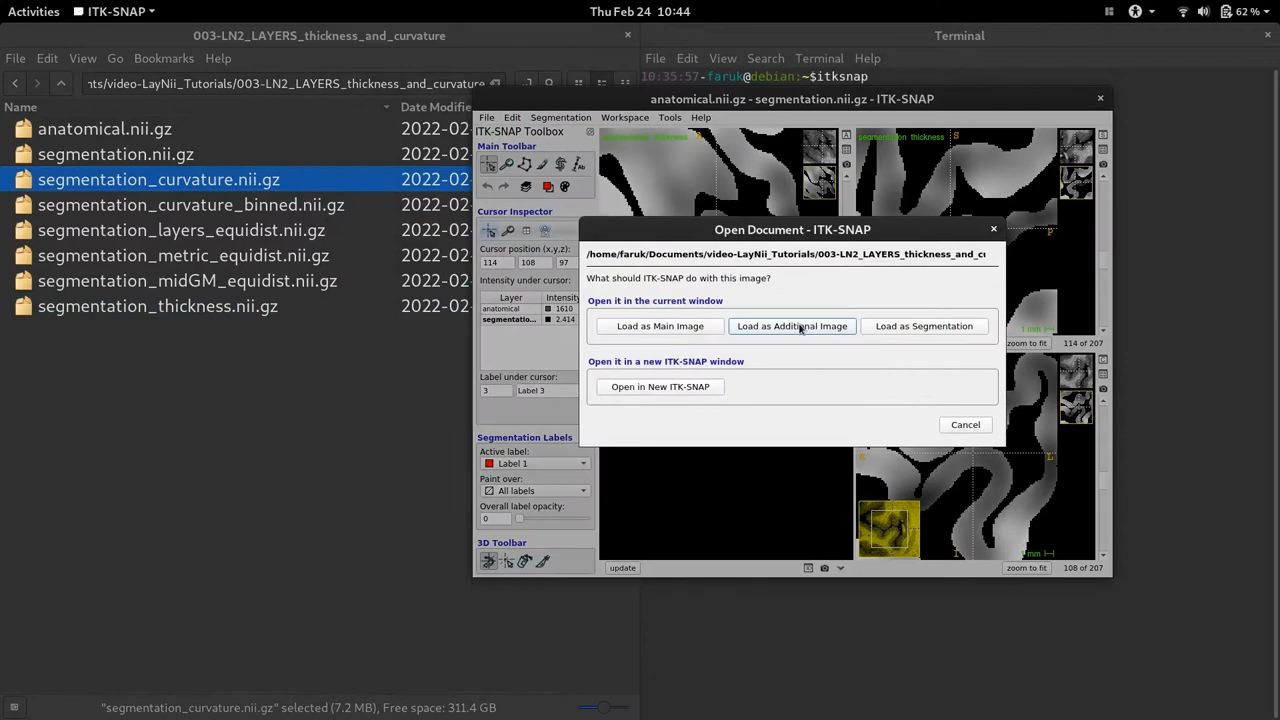 Activities ITK-SNAP Thu Feb 24 10:44 62 %
003-LN2_LAYERS_thickness_and_curvature ×
File Edit View Go Bookmarks Help
nts/video-LayNii_Tutorials/003-LN2_LAYERS_thickness_and_curvature
Name Date Modifie
anatomical.nii.gz 2022-02-
segmentation.nii.gz 2022-02-
segmentation_curvature.nii.gz 2022-02-
segmentation_curvature_binned.nii.gz 2022-02-
segmentation_layers_equidist.nii.gz 2022-02-
segmentation_metric_equidist.nii.gz 2022-02-
segmentation_midGM_equidist.nii.gz 2022-02-
segmentation_thickness.nii.gz 2022-02-
"segmentation_curvature.nii.gz" selected (7.2 MB), Free space: 311.4 GB
Terminal ×
File Edit View Search Terminal Help
10:35:57-faruk@debian:~$itksnap
anatomical.nii.gz - segmentation.nii.gz - ITK-SNAP ×
File Edit Segmentation Workspace Tools Help
ITK-SNAP Toolbox
Main Toolbar
Cursor Inspector
Cursor position (x,y,z):
114 108 97
Intensity under cursor:
Layer Intensity
anatomical 1610
segmentatio... 2.414
Label under cursor:
3 Label 3
Segmentation Labels
Active label:
Label 1
Paint over:
All labels
Overall label opacity:
0
3D Toolbar
segmentation thickness
A
segmentation thickness S
P
S
1 mm
zoom to fit 114 of 207
C
L
1 mm
update
zoom to fit 108 of 207
Open Document - ITK-SNAP ×
/home/faruk/Documents/video-LayNii_Tutorials/003-LN2_LAYERS_thickness_and_cu
What should ITK-SNAP do with this image?
Open it in the current window
Load as Main Image Load as Additional Image Load as Segmentation
Open it in a new ITK-SNAP window
Open in New ITK-SNAP
Cancel